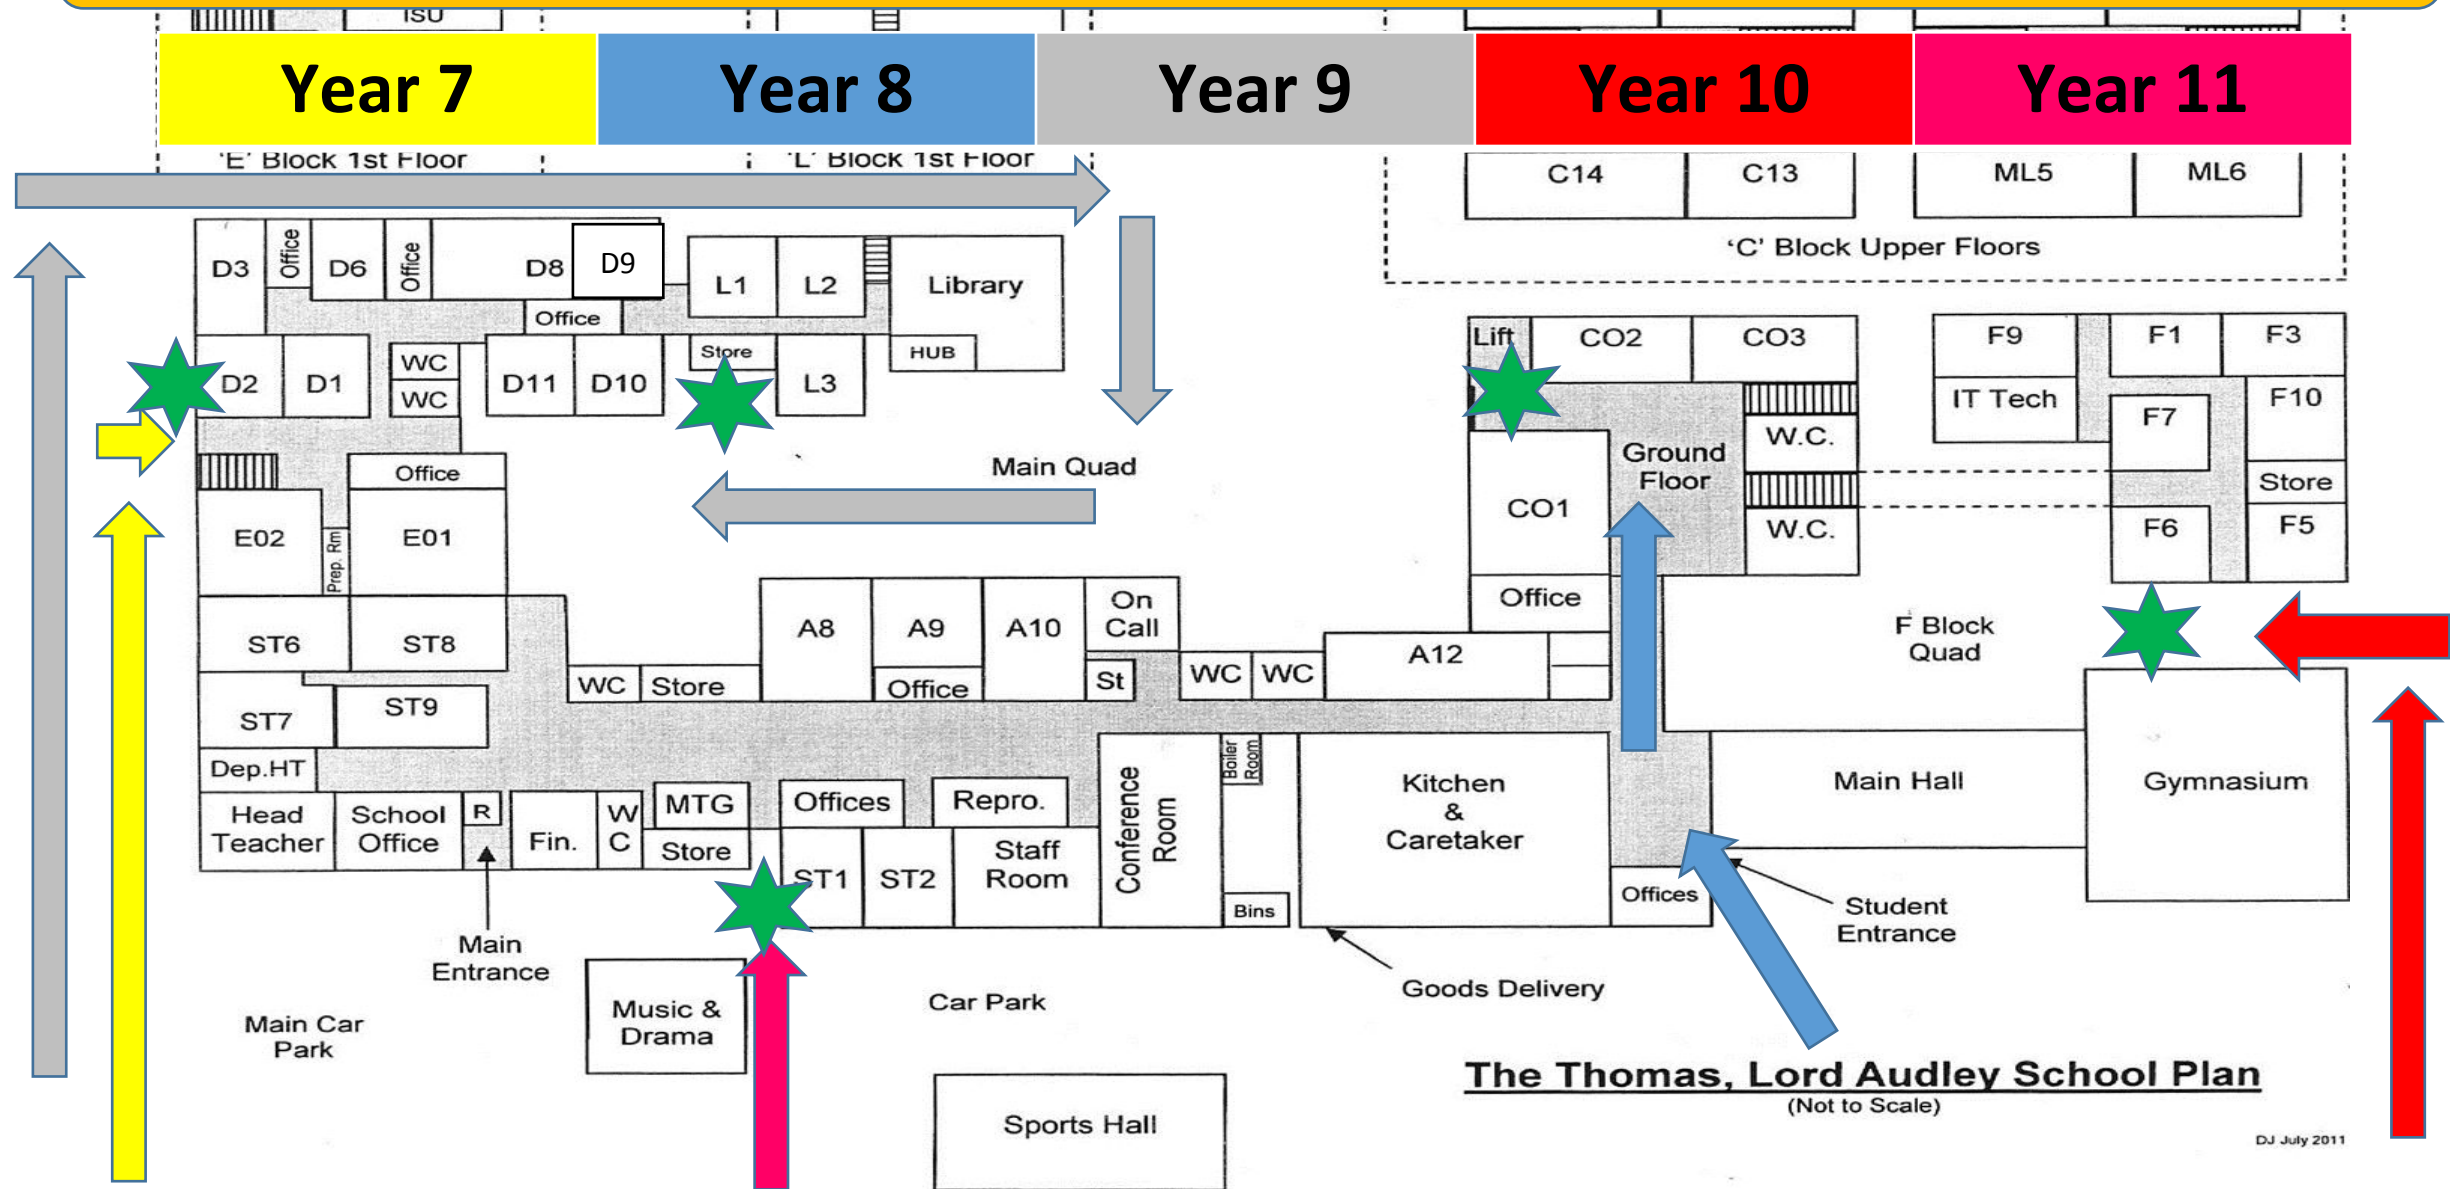 ISU
Year 7
Year 8
Year 9
Year 10
Year 11
'E' Block 1st Floor
'L' Block 1st Floor
C14
C13
ML5
ML6
'C' Block Upper Floors
D3
Office
D6
Office
D8
D9
L1
L2
Library
Office
Store
HUB
D2
D1
WC
WC
D11
D10
L3
Lift
CO2
CO3
F9
F1
F3
IT Tech
F10
F7
W.C.
Ground
Floor
Main Quad
Office
Store
CO1
W.C.
F6
F5
E02
Prep. Rm
E01
Office
On
Call
A8
A9
A10
ST6
ST8
F Block
Quad
A12
WC
Store
Office
St
WC
WC
ST7
ST9
Dep.HT
Boiler
Room
Conference
Room
Kitchen
&
Caretaker
Main Hall
Gymnasium
MTG
Offices
Repro.
Head
Teacher
School
Office
R
Fin.
W
C
Store
ST1
ST2
Staff
Room
Bins
Offices
Student
Entrance
Main
Entrance
Goods Delivery
Music &
Drama
Car Park
Main Car
Park
The Thomas, Lord Audley School Plan
(Not to Scale)
Sports Hall
DJ July 2011